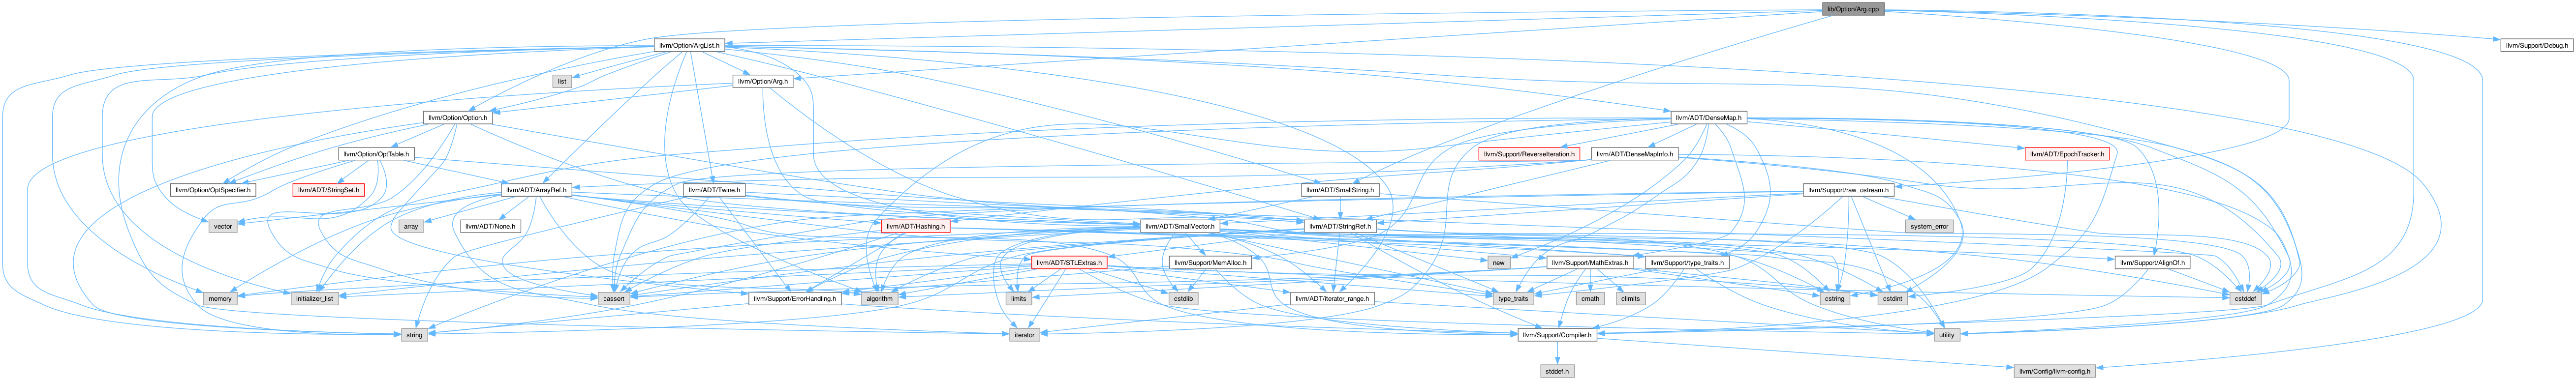 lib/Option/Arg.cpp
llvm/Option/ArgList.h
llvm/Support/Debug.h
list
llvm/Option/Arg.h
llvm/Option/Option.h
llvm/ADT/DenseMap.h
llvm/Option/OptTable.h
llvm/Support/ReverseIteration.h
llvm/ADT/DenseMapInfo.h
llvm/ADT/EpochTracker.h
llvm/Option/OptSpecifier.h
llvm/ADT/StringSet.h
llvm/ADT/ArrayRef.h
llvm/ADT/Twine.h
llvm/ADT/SmallString.h
llvm/Support/raw_ostream.h
vector
array
llvm/ADT/None.h
llvm/ADT/Hashing.h
llvm/ADT/SmallVector.h
llvm/ADT/StringRef.h
system_error
llvm/ADT/STLExtras.h
llvm/Support/MemAlloc.h
new
llvm/Support/MathExtras.h
llvm/Support/type_traits.h
llvm/Support/AlignOf.h
memory
initializer_list
cassert
llvm/Support/ErrorHandling.h
algorithm
limits
cstdlib
llvm/ADT/iterator_range.h
type_traits
cmath
climits
cstring
cstdint
cstddef
string
iterator
llvm/Support/Compiler.h
utility
stddef.h
llvm/Config/llvm-config.h